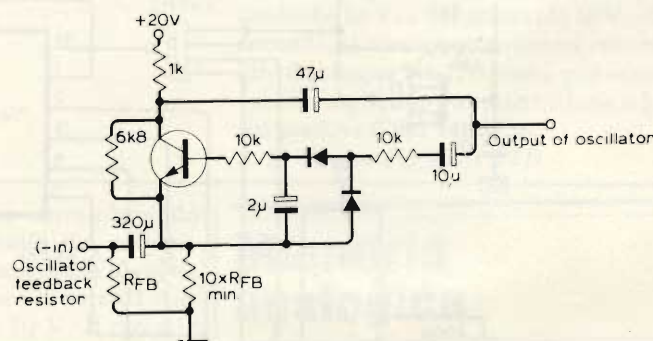 +20V
1k
47μ
6k8
10k
10k
Output of oscillator
10μ
2μ
320μ
(-in)
Oscillator
feedback
resistor
RFB
10xRFB
min